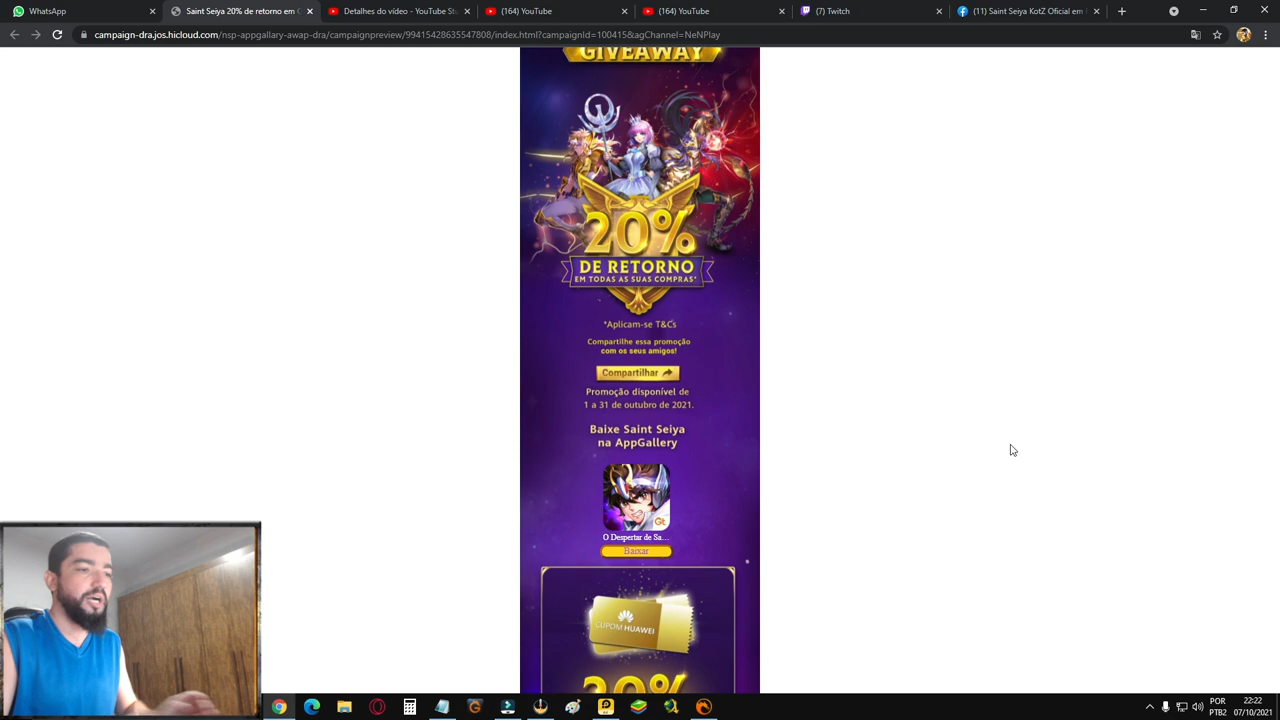 WhatsApp
Saint Seiya 20% de retorno em C
Detalhes do vídeo - YouTube Stu
(164) YouTube
(164) YouTube
(7) Twitch
(11) Saint Seiya KotZ Oficial em
campaign-dra.jos.hicloud.com/nsp-appgallery-awap-dra/campaignpreview/99415428635547808/index.html?campaignId=100415&agChannel=NeNPlay
GIVEAWAY
20%
DE RETORNO
EM TODAS AS SUAS COMPRAS*
*Aplicam-se T&Cs
Compartilhe essa promoção
com os seus amigos!
Compartilhar
Promoção disponível de
1 a 31 de outubro de 2021.
Baixe Saint Seiya
na AppGallery
Gt
O Despertar de Sa...
Baixar
CUPOM HUAWEI
20%
POR
PTB2
22:22
07/10/2021